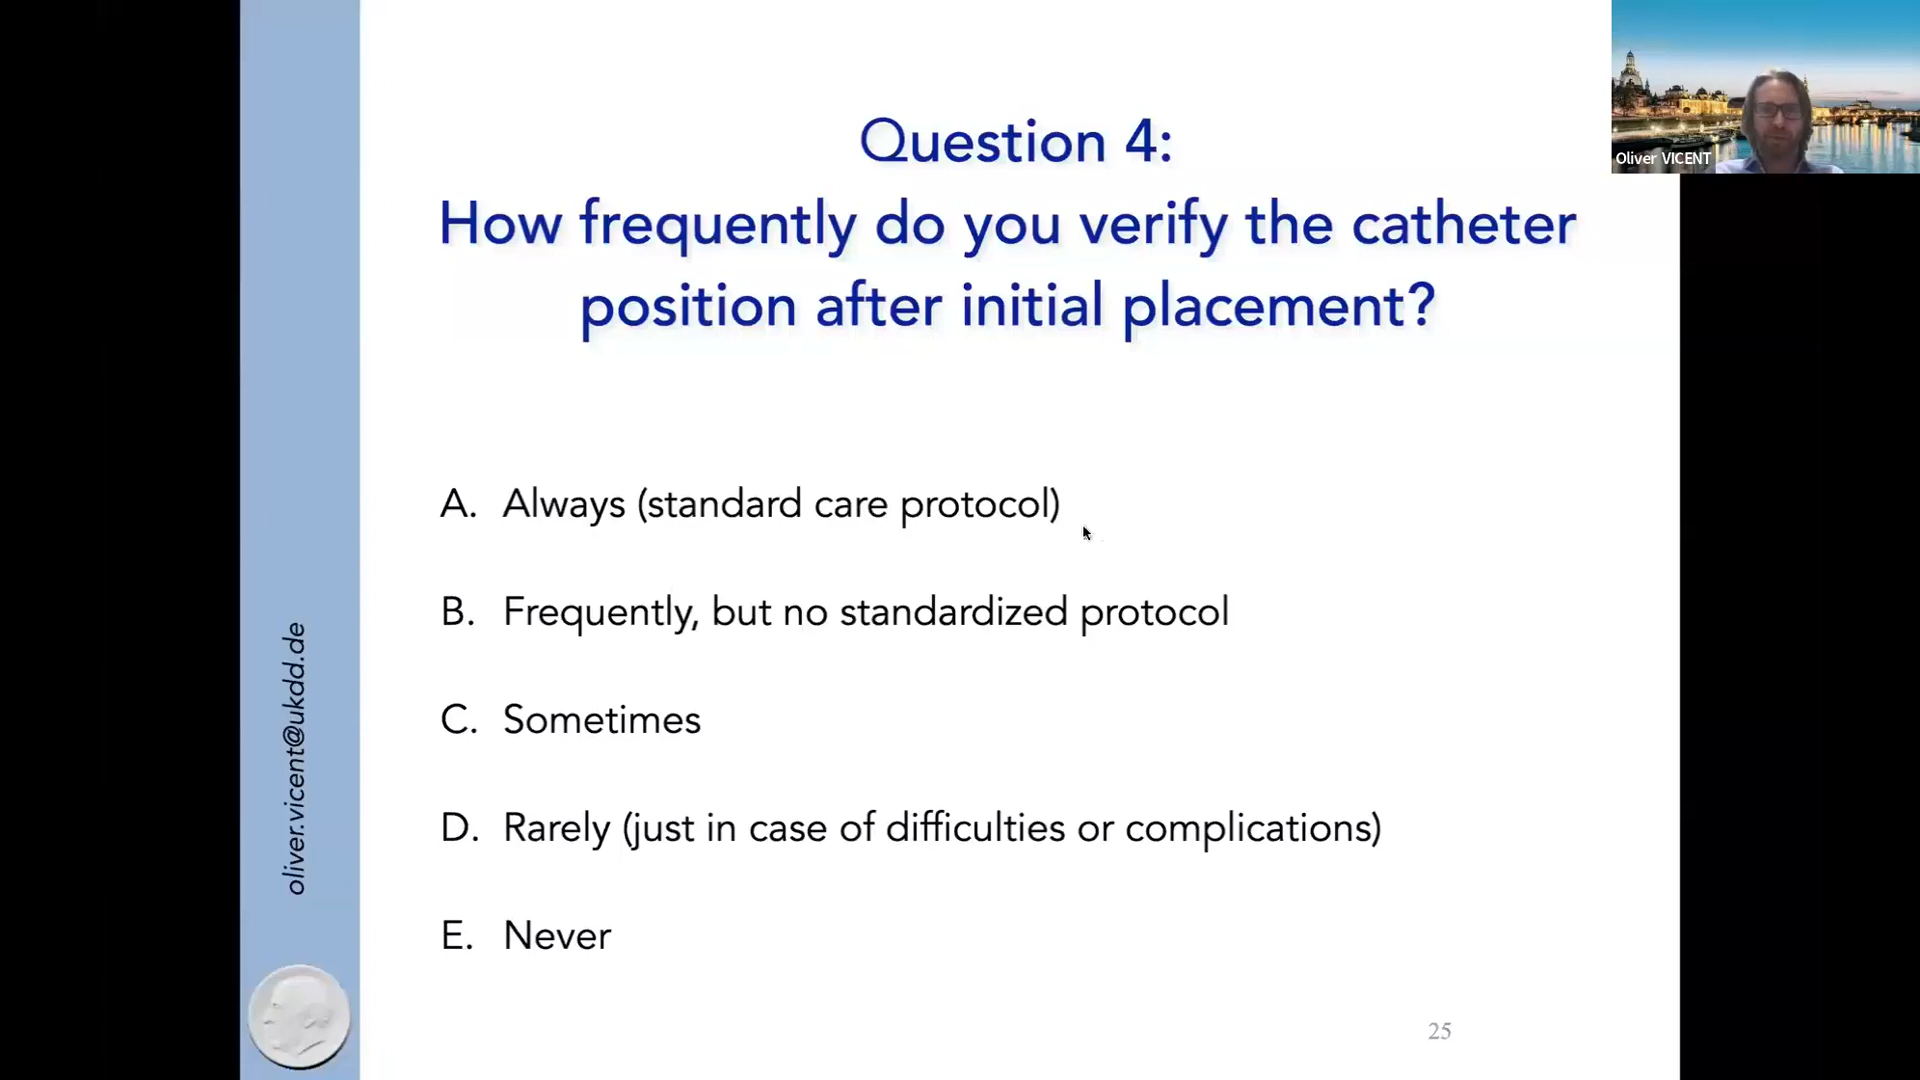 Question 4:
How frequently do you verify the catheter
position after initial placement?
A. Always (standard care protocol)
B. Frequently, but no standardized protocol
C. Sometimes
D. Rarely (just in case of difficulties or complications)
E. Never
oliver.vicent@ukdd.de
25
Oliver VICENT